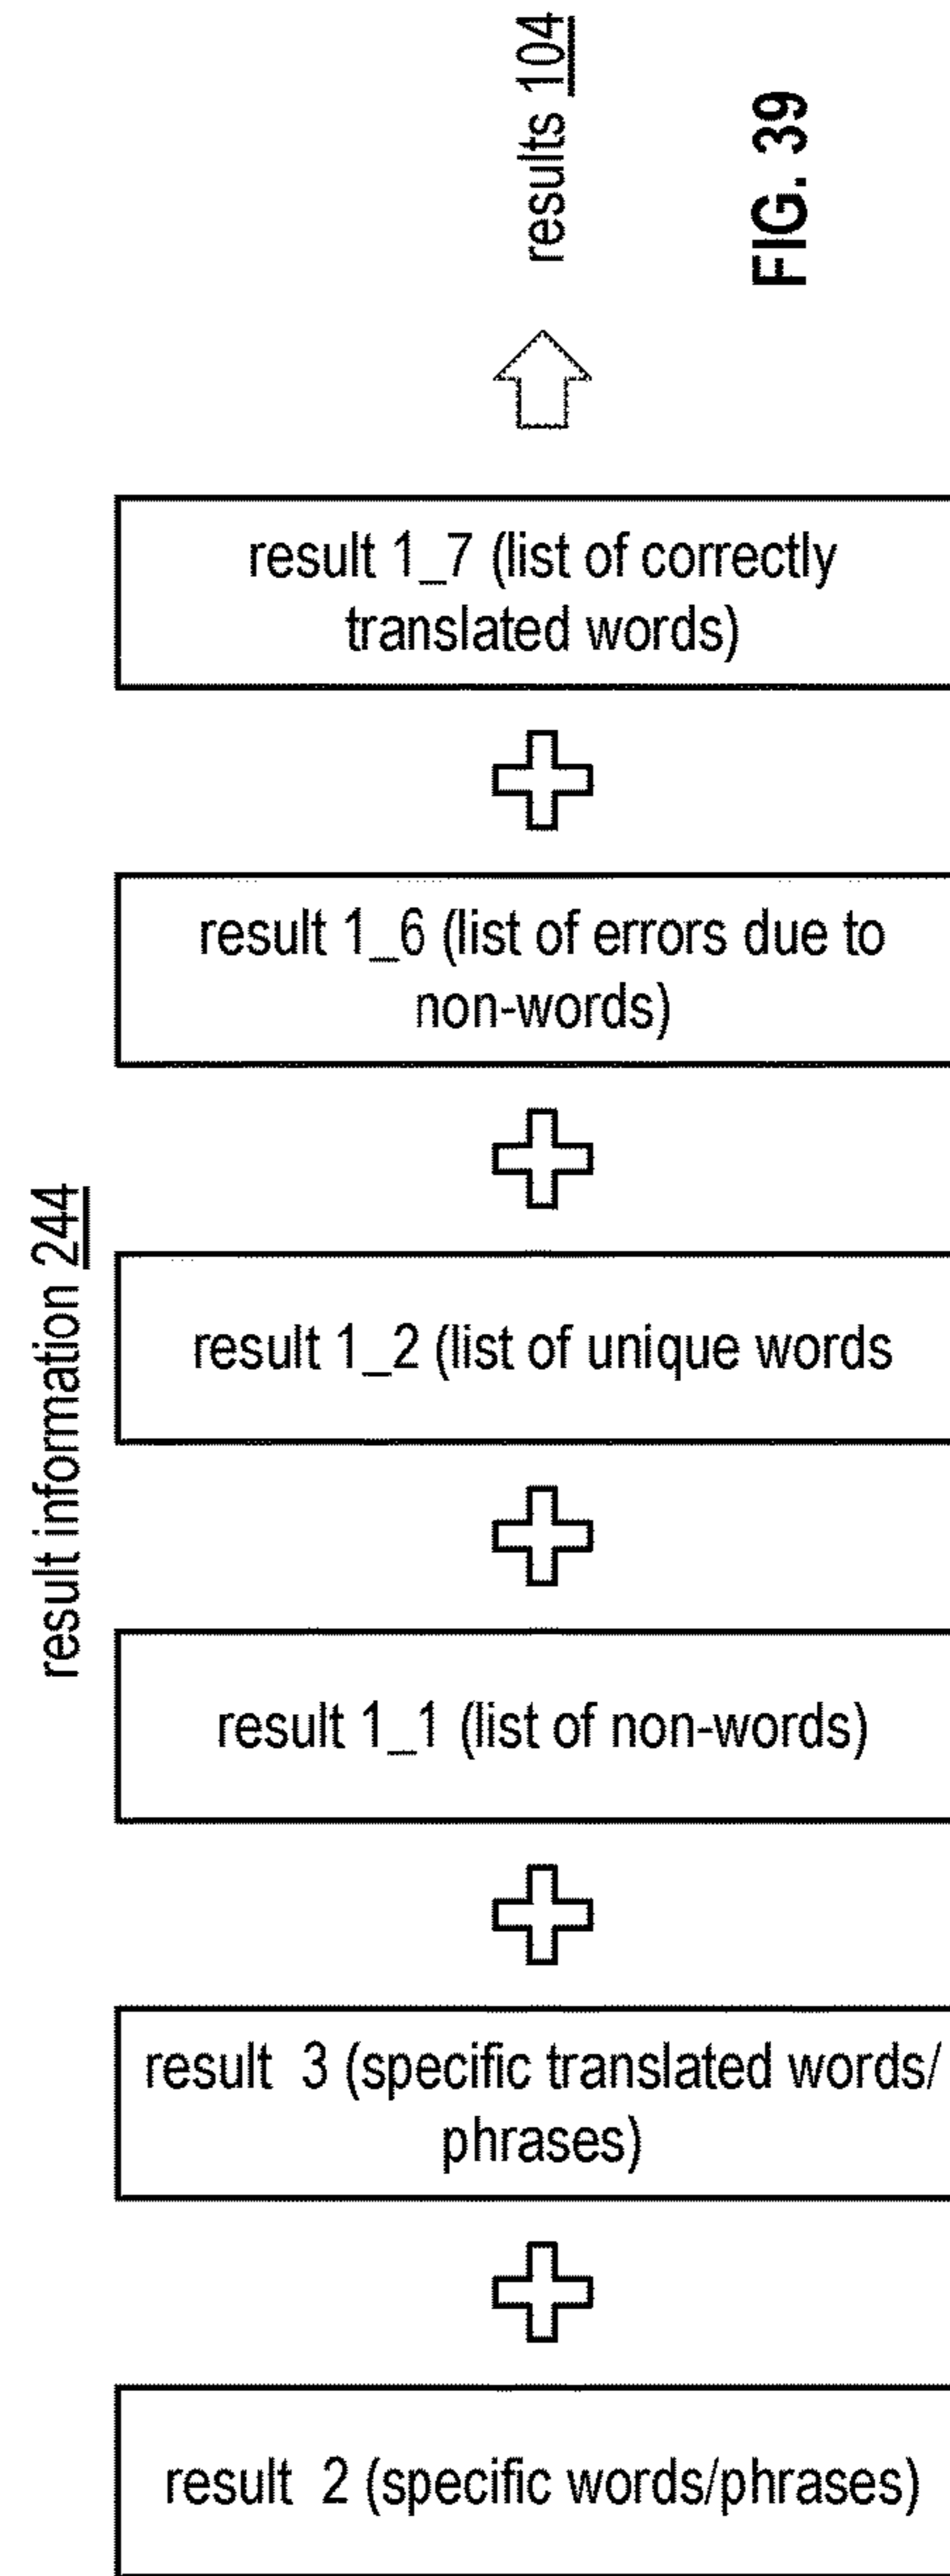 results 104
FIG. 39
result 1_7 (list of correctly
translated words)
result 1_6 (list of errors due to
non-words)
result information 244
result 1_2 (list of unique words
result 1_1 (list of non-words)
result 3 (specific translated words/
phrases)
result 2 (specific words/phrases)